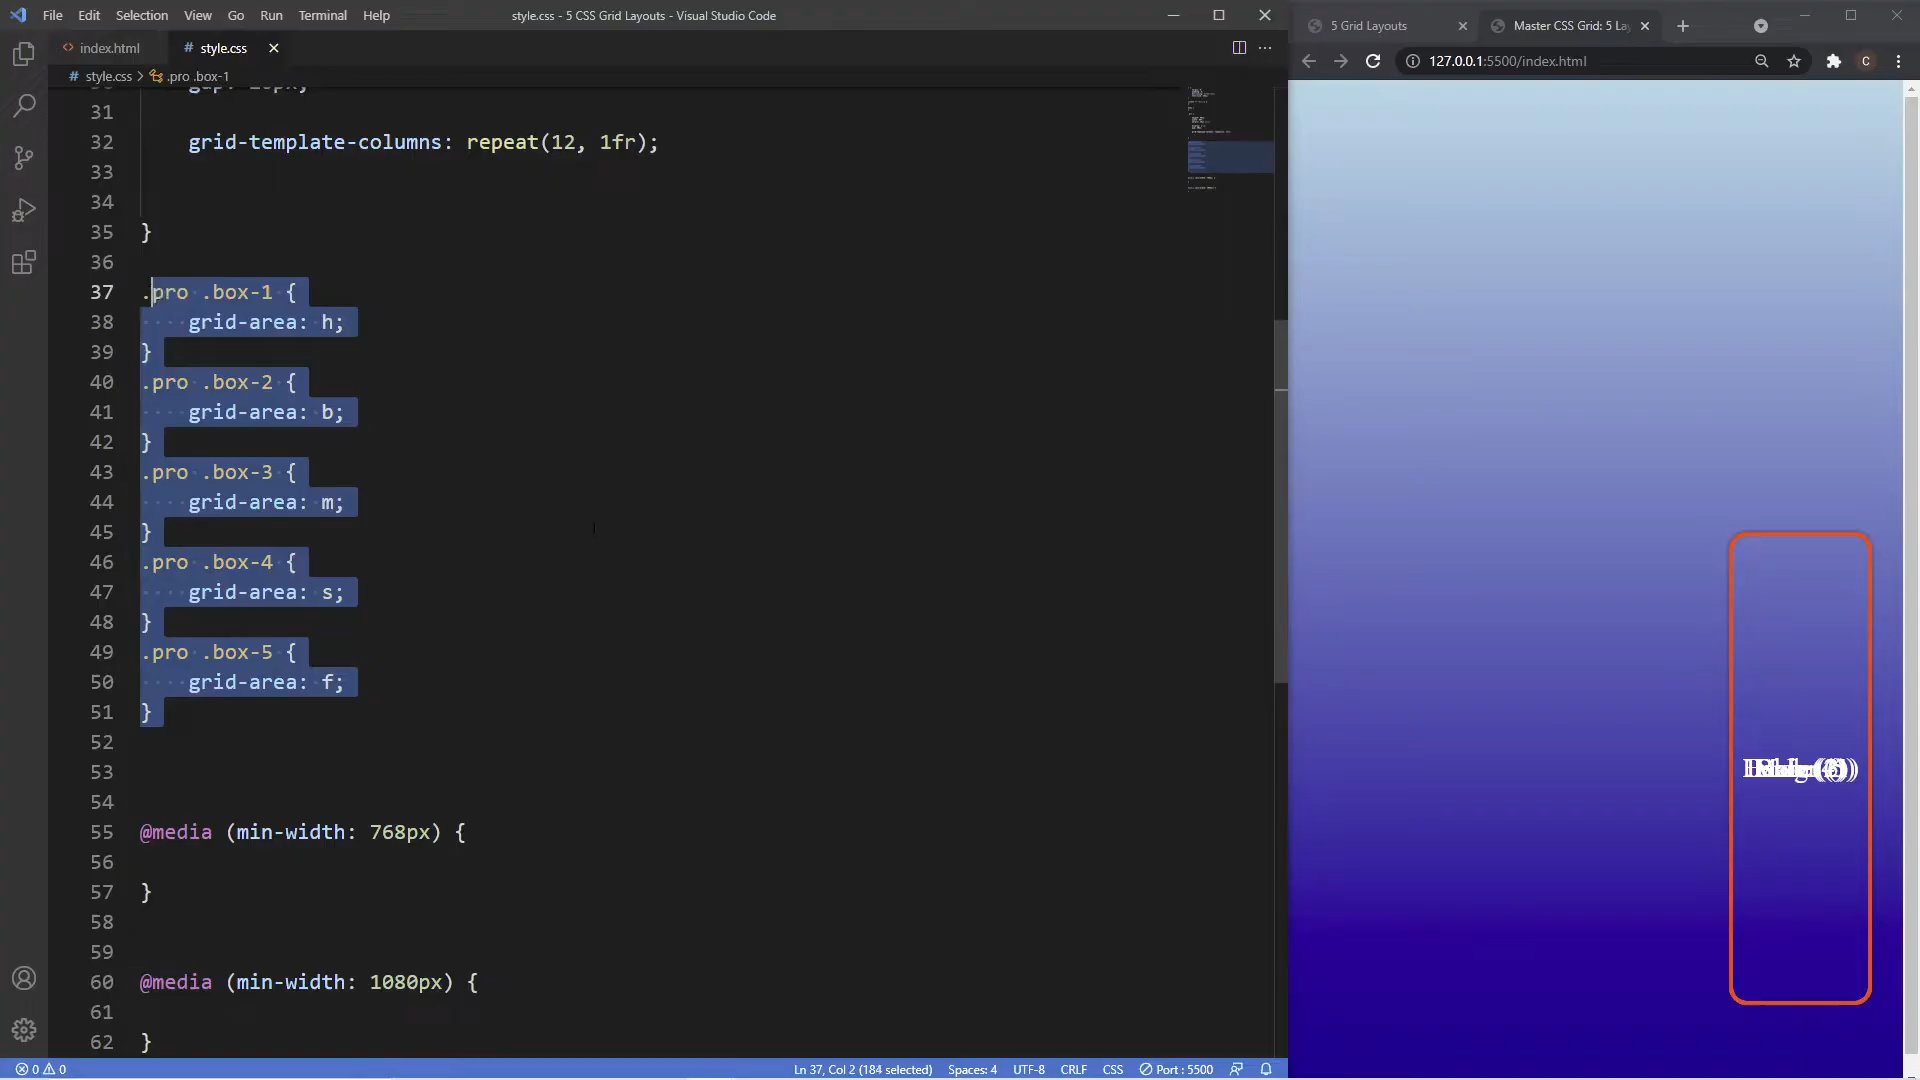 File Edit Selection View Go Run Terminal Help
style.css - 5 CSS Grid Layouts - Visual Studio Code
<> index.html
# style.css
# style.css > .pro .box-1
31
32 grid-template-columns: repeat(12, 1fr);
33
34
35 }
36
37 .pro .box-1 {
38 grid-area: h;
39 }
40 .pro .box-2 {
41 grid-area: b;
42 }
43 .pro .box-3 {
44 grid-area: m;
45 }
46 .pro .box-4 {
47 grid-area: s;
48 }
49 .pro .box-5 {
50 grid-area: f;
51 }
52
53
54
55 @media (min-width: 768px) {
56
57 }
58
59
60 @media (min-width: 1080px) {
61
62 }
0 0
Ln 37, Col 2 (184 selected) Spaces: 4 UTF-8 CRLF CSS Port : 5500
5 Grid Layouts
Master CSS Grid: 5 La
127.0.0.1:5500/index.html
C